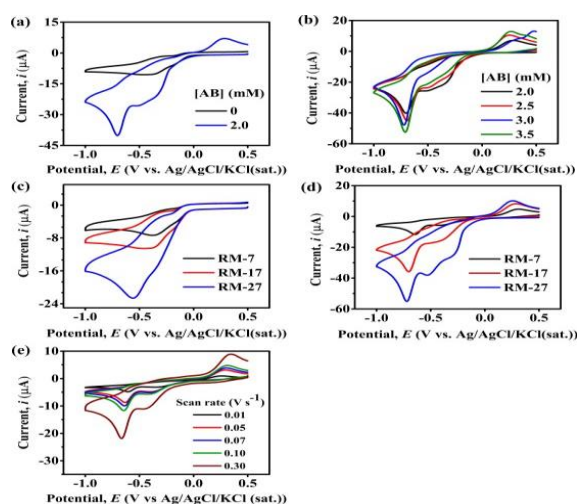 (a)
Current, i (µA)
0
-15
-30
-45
[AB] (mM)
0
2.0
-1.0 -0.5 0.0 0.5
Potential, E (V vs. Ag/AgCl/KCl(sat.))
(b)
Current, i (µA)
20
0
-20
-40
-60
[AB] (mM)
2.0
2.5
3.0
3.5
-1.0 -0.5 0.0 0.5
Potential, E (V vs. Ag/AgCl/KCl(sat.))
(c)
Current, i (µA)
0
-8
-16
-24
RM-7
RM-17
RM-27
-1.0 -0.5 0.0 0.5
Potential, E (V vs. Ag/AgCl/KCl(sat.))
(d)
Current, i (µA)
20
0
-20
-40
-60
RM-7
RM-17
RM-27
-1.0 -0.5 0.0 0.5
Potential, E (V vs. Ag/AgCl/KCl(sat.))
(e)
Current, i (µA)
10
0
-10
-20
-30
Scan rate (V s⁻¹)
0.01
0.05
0.07
0.10
0.30
-1.0 -0.5 0.0 0.5
Potential, E (V vs Ag/AgCl/KCl(sat.))